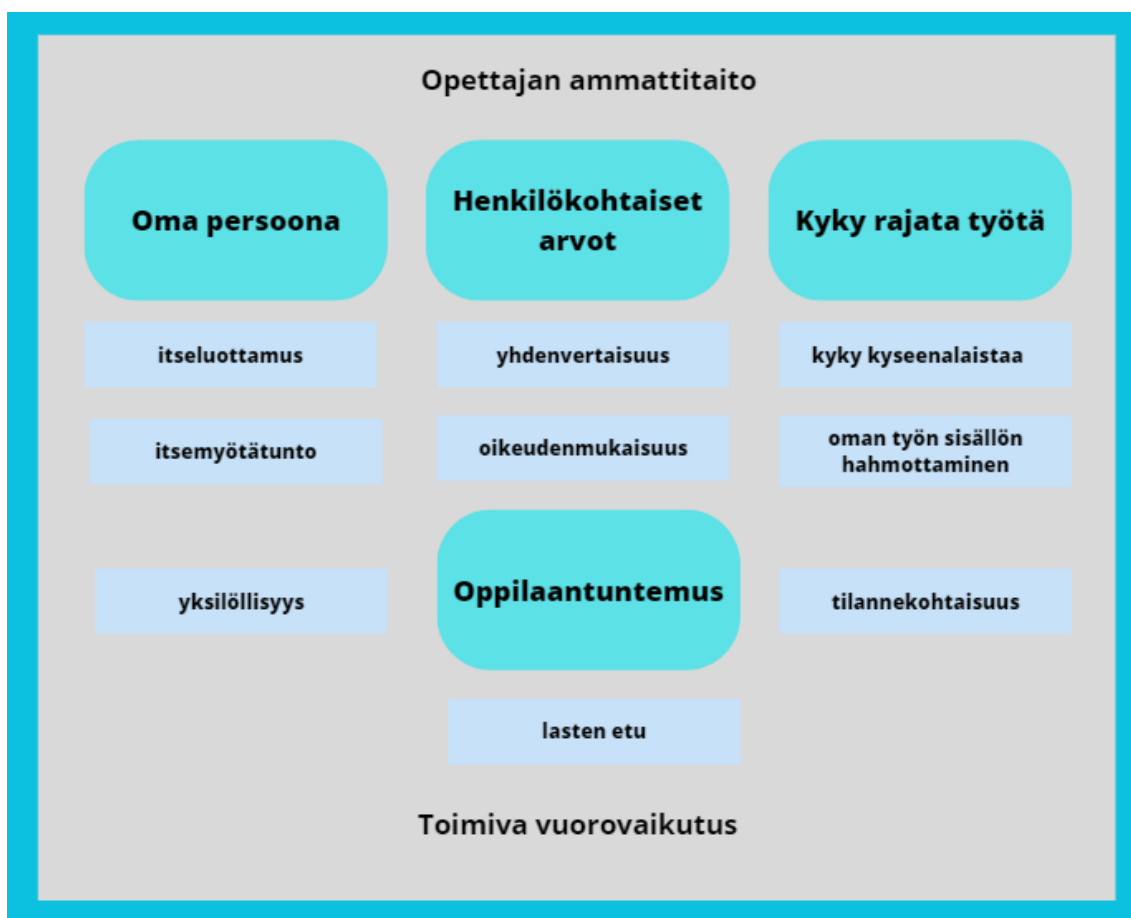 Opettajan ammattitaito
Oma persoona
Henkilökohtaiset
arvot
Kyky rajata työtä
itseluottamus
yhdenvertaisuus
kyky kyseenalaistaa
itsemyötätunto
oikeudenmukaisuus
oman työn sisällön
hahmottaminen
yksilöllisyys
Oppilaantuntemus
tilannekohtaisuus
lasten etu
Toimiva vuorovaikutus